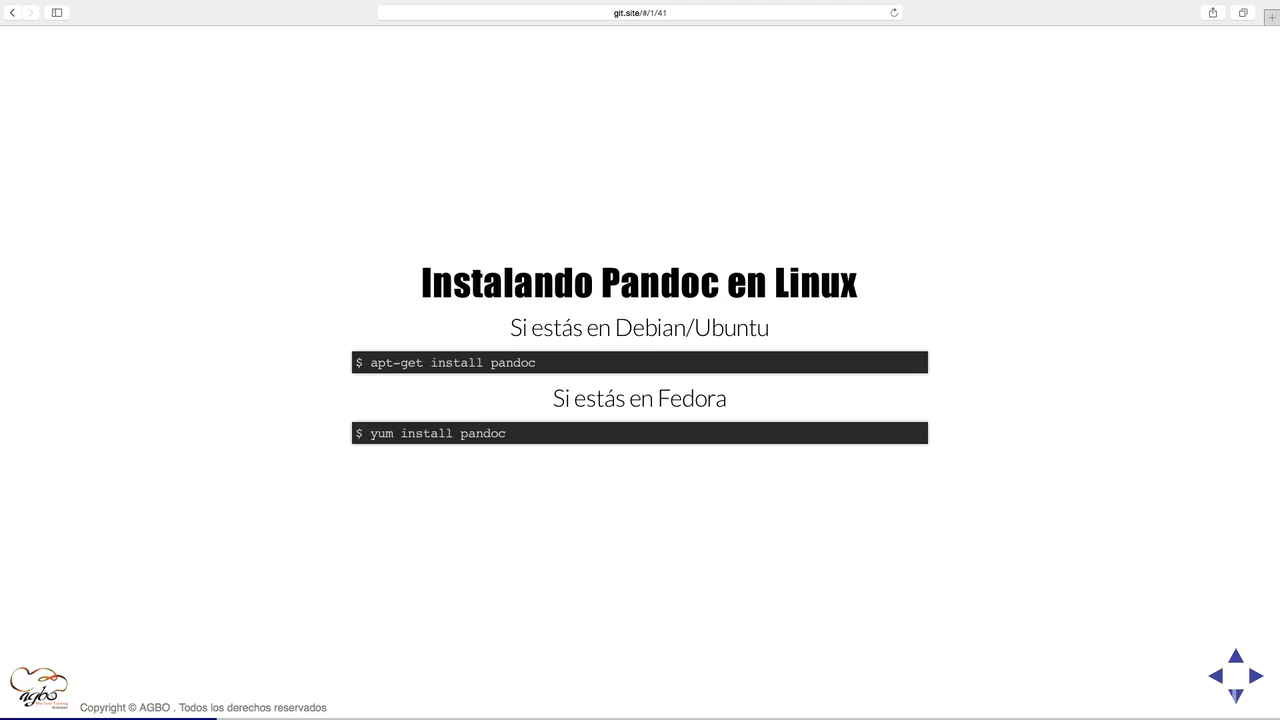 git.site/#/1/41
Instalando Pandoc en Linux
Si estás en Debian/Ubuntu
$ apt-get install pandoc
Si estás en Fedora
$ yum install pandoc
agbo
Copyright © AGBO . Todos los derechos reservados